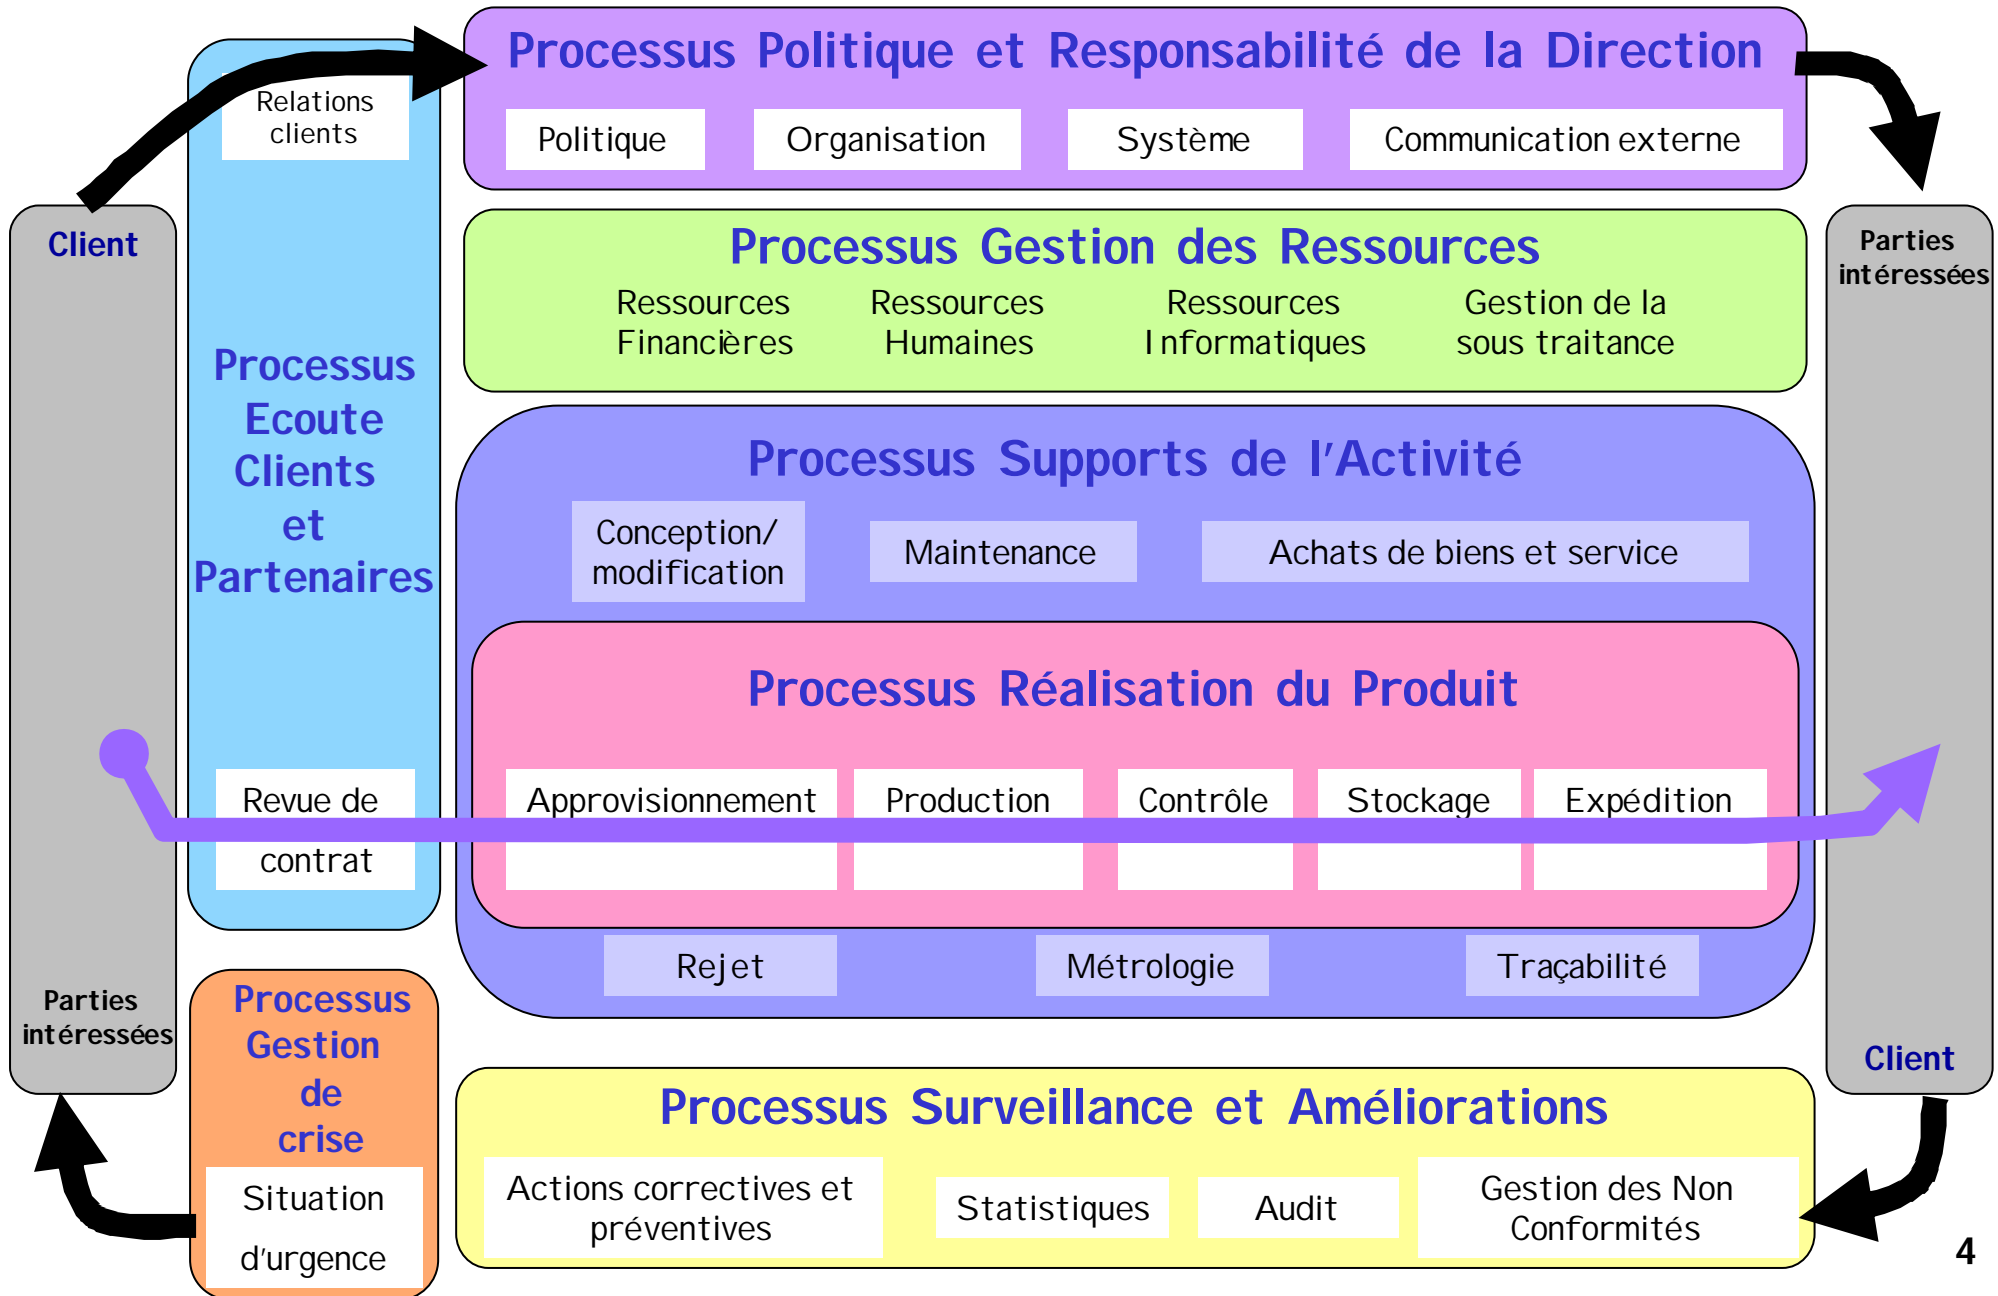 Processus Politique et Responsabilité de la Direction
Politique
Organisation
Système
Communication externe
Relations
clients
Client
Processus
Ecoute
Clients
et
Partenaires
Revue de
contrat
Parties
intéressées
Processus Gestion des Ressources
Ressources
Financières
Ressources
Humaines
Ressources
Informatiques
Gestion de la
sous traitance
Parties
intéressées
Processus Supports de l'Activité
Conception/
modification
Maintenance
Achats de biens et service
Processus Réalisation du Produit
Approvisionnement
Production
Contrôle
Stockage
Expédition
Rejet
Métrologie
Traçabilité
Client
Processus
Gestion
de
crise
Situation
d'urgence
Processus Surveillance et Améliorations
Actions correctives et
préventives
Statistiques
Audit
Gestion des Non
Conformités
4